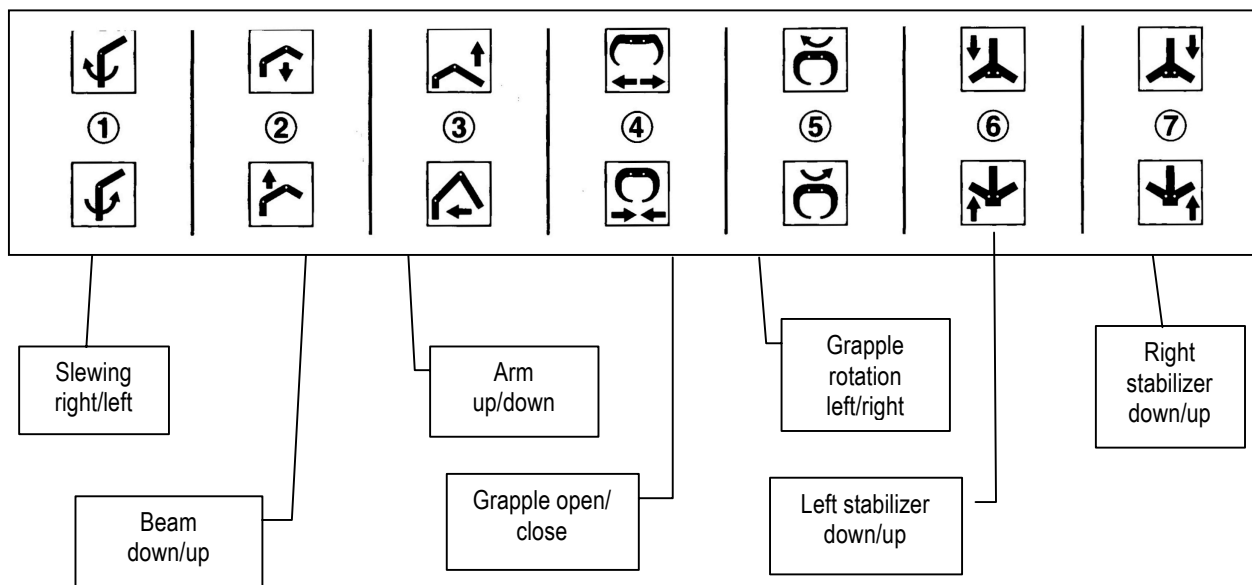 ① ② ③ ④ ⑤ ⑥ ⑦
Slewing
right/left
Arm
up/down
Grapple
rotation
left/right
Right
stabilizer
down/up
Beam
down/up
Grapple open/
close
Left stabilizer
down/up